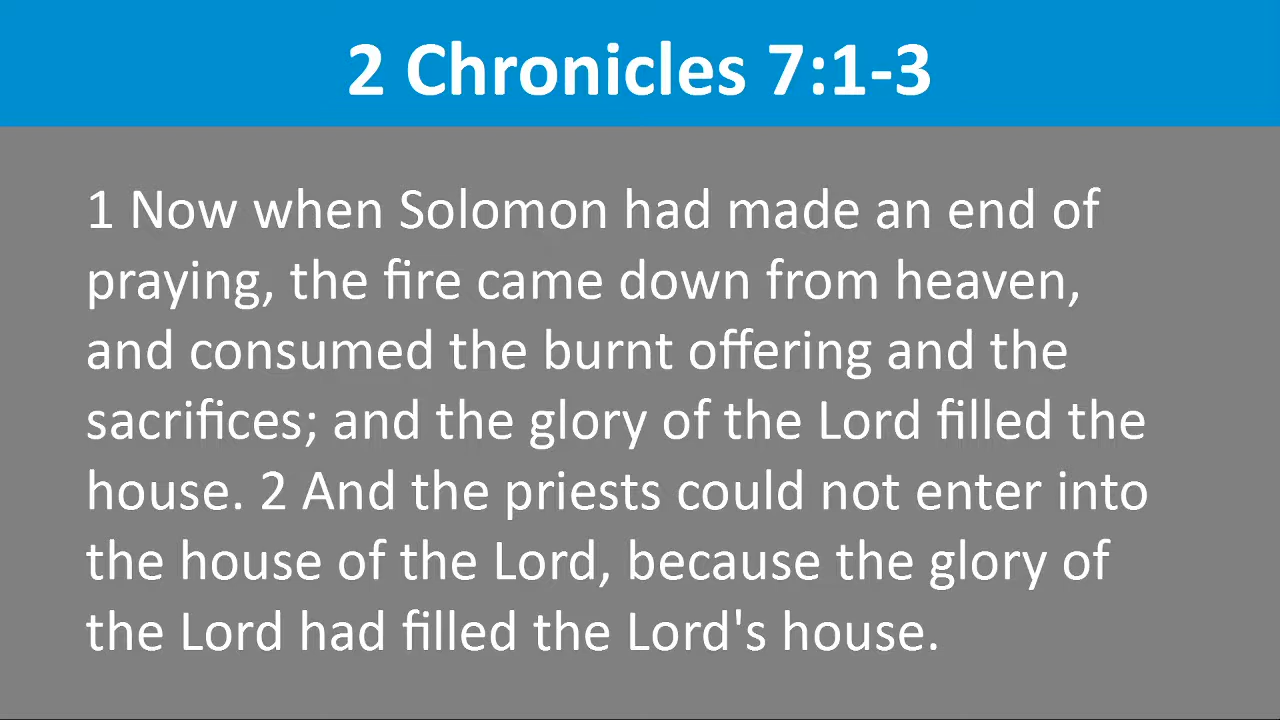 2 Chronicles 7:1-3
1 Now when Solomon had made an end of
praying, the fire came down from heaven,
and consumed the burnt offering and the
sacrifices; and the glory of the Lord filled the
house. 2 And the priests could not enter into
the house of the Lord, because the glory of
the Lord had filled the Lord's house.